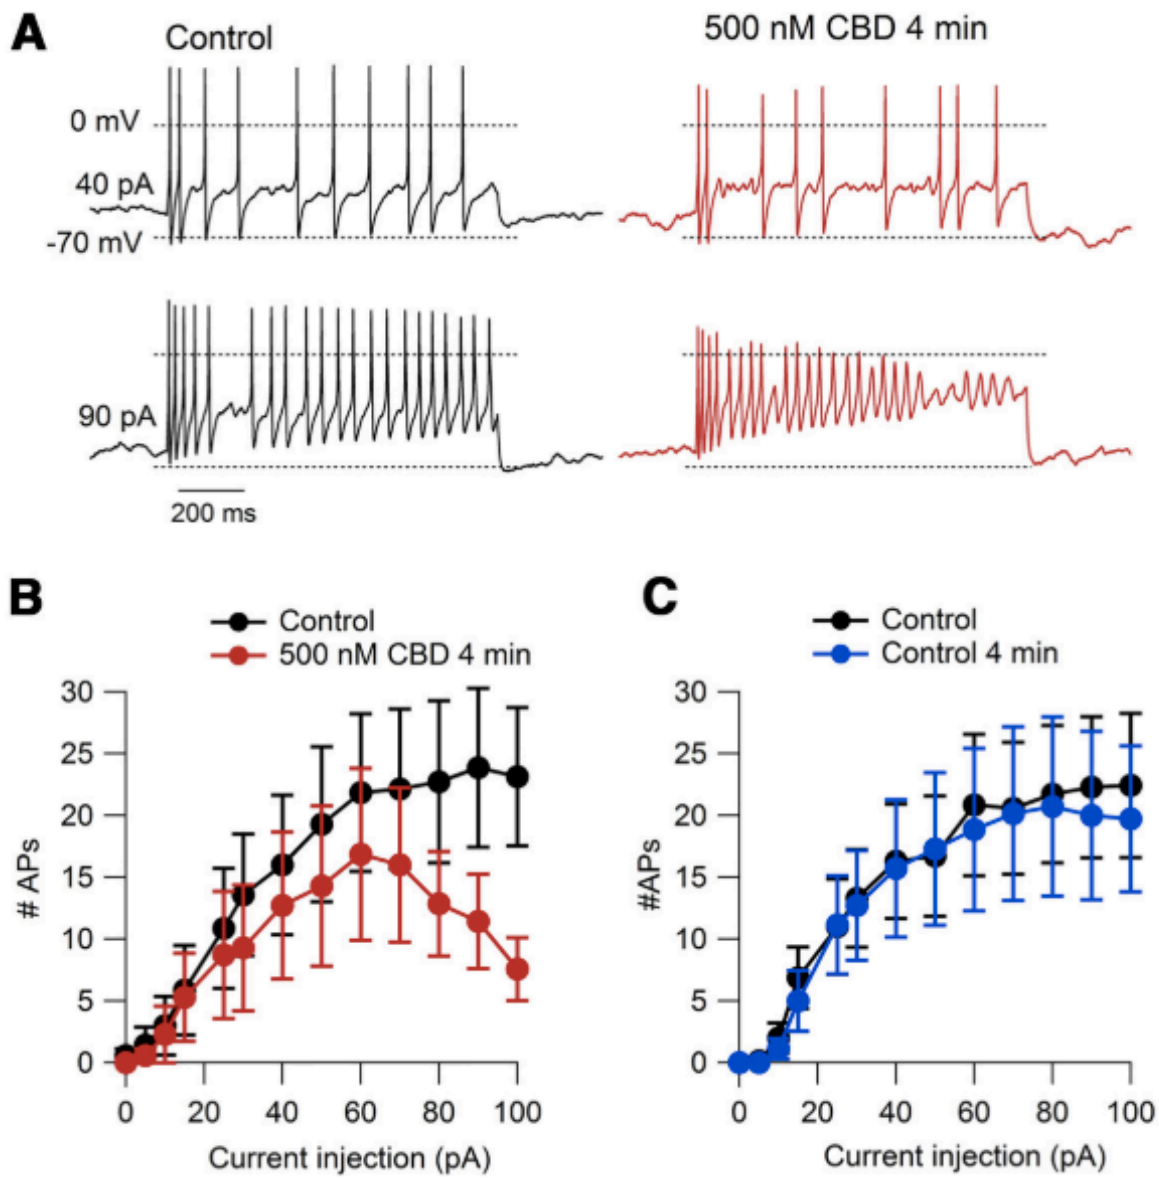 A
Control
500 nM CBD 4 min
0 mV
40 pA
-70 mV
90 pA
200 ms
B
Control
500 nM CBD 4 min
30
25
20
15
10
5
0
# APs
0 20 40 60 80 100
Current injection (pA)
C
Control
Control 4 min
30
25
20
15
10
5
0
#APs
0 20 40 60 80 100
Current injection (pA)